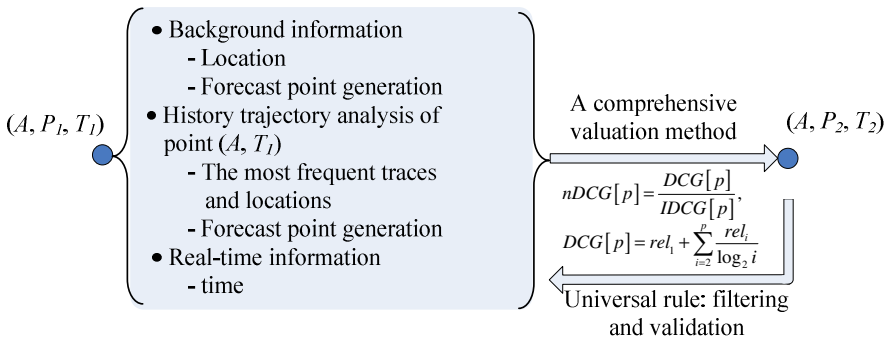 (A, P1, T1)
• Background information
- Location
- Forecast point generation
• History trajectory analysis of
point (A, T1)
- The most frequent traces
and locations
- Forecast point generation
• Real-time information
- time
A comprehensive
valuation method
nDCG[p] = DCG[p] / IDCG[p],
DCG[p] = rel1 + ∑_{i=2}^{p} reli / log2 i
Universal rule: filtering
and validation
(A, P2, T2)